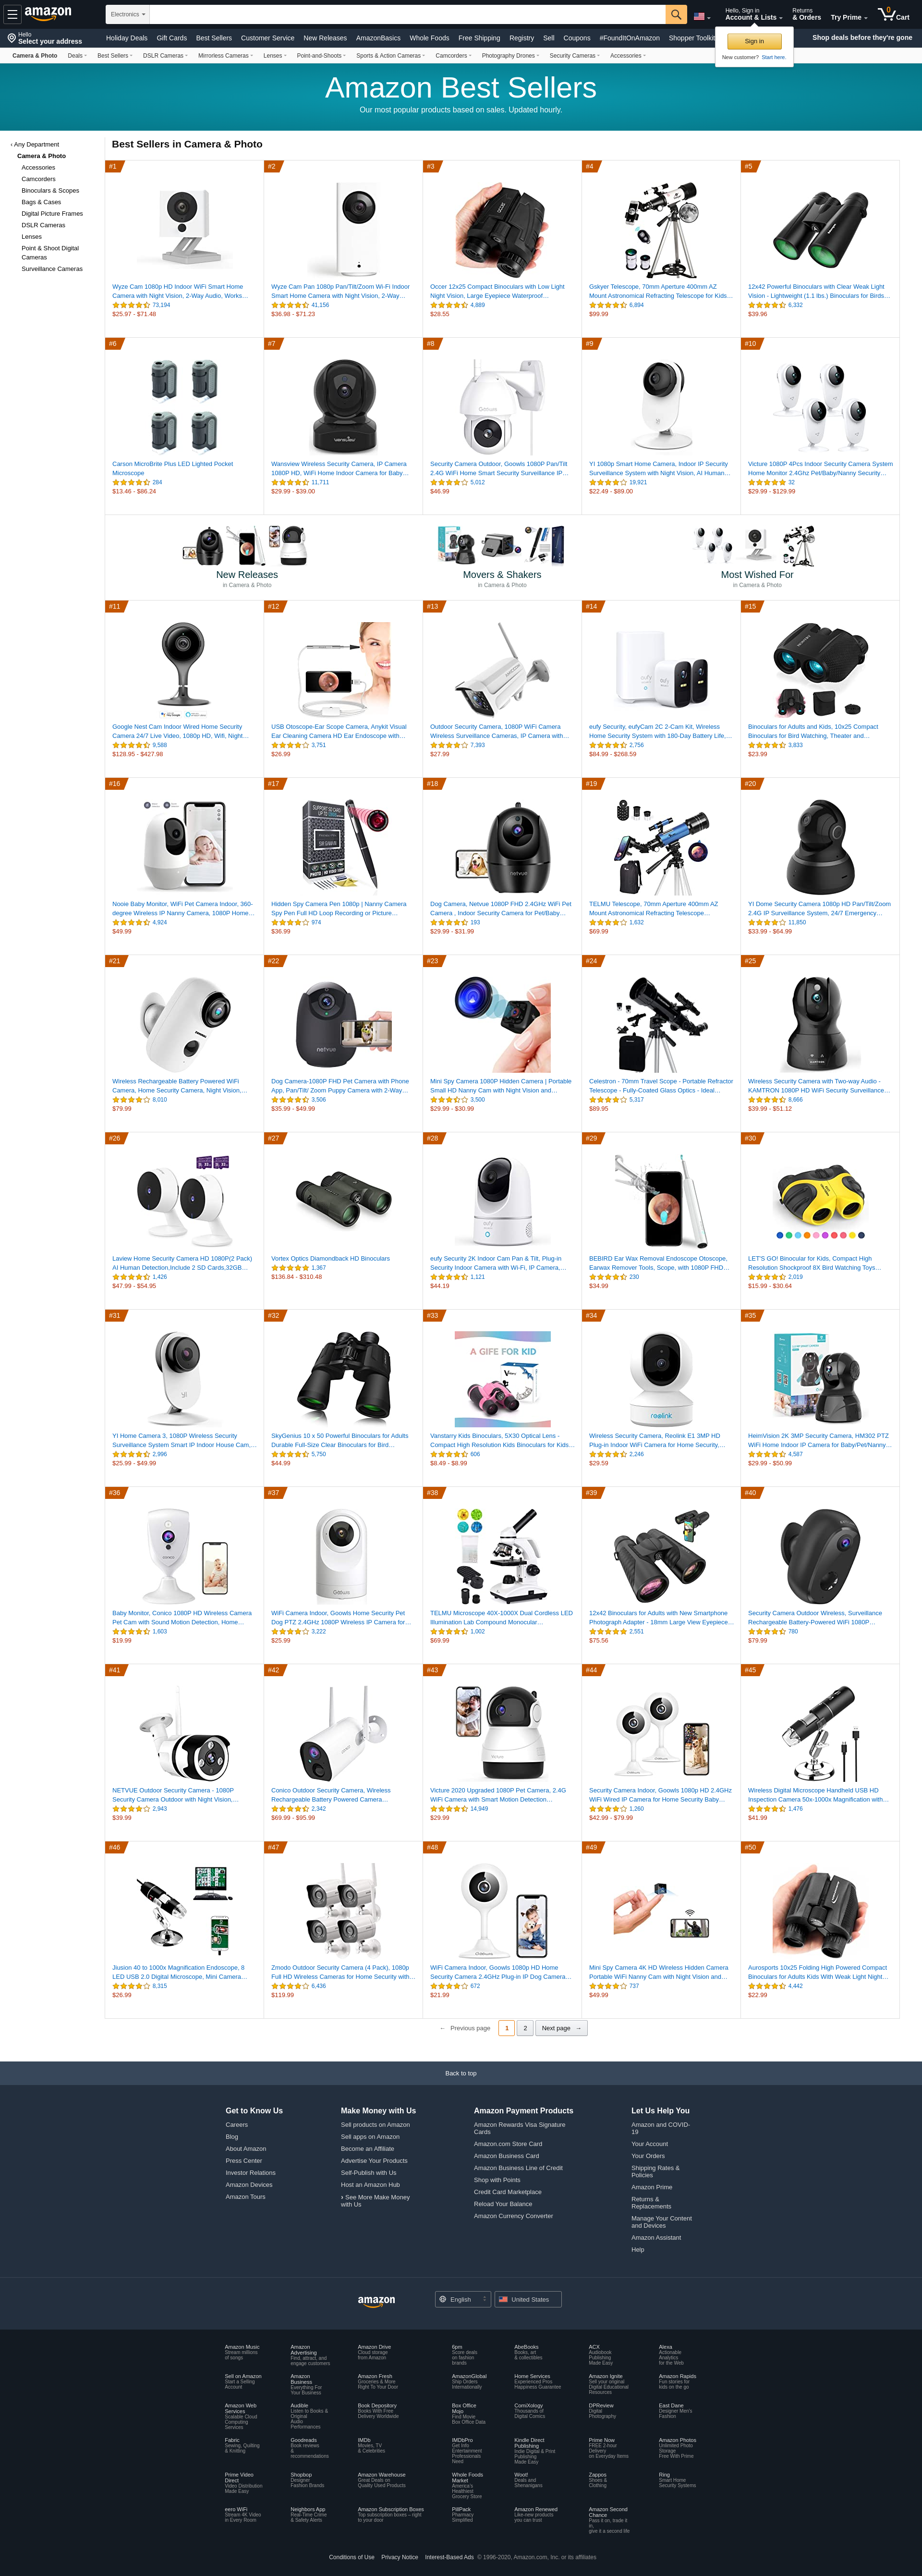 amazon
Electronics
Hello, Sign in
Account & Lists
Returns
& Orders
Try Prime
0
Cart
Hello
Select your address
Holiday Deals
Gift Cards
Best Sellers
Customer Service
New Releases
AmazonBasics
Whole Foods
Free Shipping
Registry
Sell
Coupons
#FoundItOnAmazon
Shopper Toolkit
Shop deals before they're gone
Sign in
New customer? Start here.
Camera & Photo
Deals
Best Sellers
DSLR Cameras
Mirrorless Cameras
Lenses
Point-and-Shoots
Sports & Action Cameras
Camcorders
Photography Drones
Security Cameras
Accessories
Amazon Best Sellers
Our most popular products based on sales. Updated hourly.
‹ Any Department
Camera & Photo
Accessories
Camcorders
Binoculars & Scopes
Bags & Cases
Digital Picture Frames
DSLR Cameras
Lenses
Point & Shoot Digital
Cameras
Surveillance Cameras
Best Sellers in Camera & Photo
#1
Wyze Cam 1080p HD Indoor WiFi Smart Home
Camera with Night Vision, 2-Way Audio, Works…
73,194
$25.97 - $71.48
#2
Wyze Cam Pan 1080p Pan/Tilt/Zoom Wi-Fi Indoor
Smart Home Camera with Night Vision, 2-Way…
41,156
$36.98 - $71.23
#3
Occer 12x25 Compact Binoculars with Low Light
Night Vision, Large Eyepiece Waterproof…
4,889
$28.55
#4
Gskyer Telescope, 70mm Aperture 400mm AZ
Mount Astronomical Refracting Telescope for Kids…
6,894
$99.99
#5
12x42 Powerful Binoculars with Clear Weak Light
Vision - Lightweight (1.1 lbs.) Binoculars for Birds…
6,332
$39.96
#6
Carson MicroBrite Plus LED Lighted Pocket
Microscope
284
$13.46 - $86.24
#7
Wansview Wireless Security Camera, IP Camera
1080P HD, WiFi Home Indoor Camera for Baby…
11,711
$29.99 - $39.00
#8
Security Camera Outdoor, Goowls 1080P Pan/Tilt
2.4G WiFi Home Smart Security Surveillance IP…
5,012
$46.99
#9
YI 1080p Smart Home Camera, Indoor IP Security
Surveillance System with Night Vision, AI Human…
19,921
$22.49 - $89.00
#10
Victure 1080P 4Pcs Indoor Security Camera System
Home Monitor 2.4Ghz Pet/Baby/Nanny Security…
32
$29.99 - $129.99
New Releases
in Camera & Photo
Movers & Shakers
in Camera & Photo
Most Wished For
in Camera & Photo
#11
Google Nest Cam Indoor Wired Home Security
Camera 24/7 Live Video, 1080p HD, Wifi, Night…
9,588
$128.95 - $427.98
#12
USB Otoscope-Ear Scope Camera, Anykit Visual
Ear Cleaning Camera HD Ear Endoscope with…
3,751
$26.99
#13
Outdoor Security Camera, 1080P WiFi Camera
Wireless Surveillance Cameras, IP Camera with…
7,393
$27.99
#14
eufy Security, eufyCam 2C 2-Cam Kit, Wireless
Home Security System with 180-Day Battery Life,…
2,756
$84.99 - $268.59
#15
Binoculars for Adults and Kids, 10x25 Compact
Binoculars for Bird Watching, Theater and…
3,833
$23.99
#16
Nooie Baby Monitor, WiFi Pet Camera Indoor, 360-
degree Wireless IP Nanny Camera, 1080P Home…
4,924
$49.99
#17
Hidden Spy Camera Pen 1080p | Nanny Camera
Spy Pen Full HD Loop Recording or Picture…
974
$36.99
#18
Dog Camera, Netvue 1080P FHD 2.4GHz WiFi Pet
Camera , Indoor Security Camera for Pet/Baby…
193
$29.99 - $31.99
#19
TELMU Telescope, 70mm Aperture 400mm AZ
Mount Astronomical Refracting Telescope…
1,632
$69.99
#20
YI Dome Security Camera 1080p HD Pan/Tilt/Zoom
2.4G IP Surveillance System, 24/7 Emergency…
11,850
$33.99 - $64.99
#21
Wireless Rechargeable Battery Powered WiFi
Camera, Home Security Camera, Night Vision,…
8,010
$79.99
#22
Dog Camera-1080P FHD Pet Camera with Phone
App, Pan/Tilt/ Zoom Puppy Camera with 2-Way…
3,506
$35.99 - $49.99
#23
Mini Spy Camera 1080P Hidden Camera | Portable
Small HD Nanny Cam with Night Vision and…
3,500
$29.99 - $30.99
#24
Celestron - 70mm Travel Scope - Portable Refractor
Telescope - Fully-Coated Glass Optics - Ideal…
5,317
$89.95
#25
Wireless Security Camera with Two-way Audio -
KAMTRON 1080P HD WiFi Security Surveillance…
8,666
$39.99 - $51.12
#26
Laview Home Security Camera HD 1080P(2 Pack)
AI Human Detection,Include 2 SD Cards,32GB…
1,426
$47.99 - $54.95
#27
Vortex Optics Diamondback HD Binoculars
1,367
$136.84 - $310.48
#28
eufy Security 2K Indoor Cam Pan & Tilt, Plug-in
Security Indoor Camera with Wi-Fi, IP Camera,…
1,121
$44.19
#29
BEBIRD Ear Wax Removal Endoscope Otoscope,
Earwax Remover Tools, Scope, with 1080P FHD…
230
$34.99
#30
LET'S GO! Binocular for Kids, Compact High
Resolution Shockproof 8X Bird Watching Toys…
2,019
$15.99 - $30.64
#31
YI Home Camera 3, 1080P Wireless Security
Surveillance System Smart IP Indoor House Cam,…
2,996
$25.99 - $49.99
#32
SkyGenius 10 x 50 Powerful Binoculars for Adults
Durable Full-Size Clear Binoculars for Bird…
5,750
$44.99
#33
A GIFE FOR KID
Vanstarry Kids Binoculars, 5X30 Optical Lens -
Compact High Resolution Kids Binoculars for Kids…
606
$8.49 - $8.99
#34
reolink
Wireless Security Camera, Reolink E1 3MP HD
Plug-in Indoor WiFi Camera for Home Security,…
2,246
$29.59
#35
HeimVision 2K 3MP Security Camera, HM302 PTZ
WiFi Home Indoor IP Camera for Baby/Pet/Nanny…
4,587
$29.99 - $50.99
#36
Baby Monitor, Conico 1080P HD Wireless Camera
Pet Cam with Sound Motion Detection, Home…
1,603
$19.99
#37
WiFi Camera Indoor, Goowls Home Security Pet
Dog PTZ 2.4GHz 1080P Wireless IP Camera for…
3,222
$25.99
#38
TELMU Microscope 40X-1000X Dual Cordless LED
Illumination Lab Compound Monocular…
1,002
$69.99
#39
12x42 Binoculars for Adults with New Smartphone
Photograph Adapter - 18mm Large View Eyepiece…
2,551
$75.56
#40
Security Camera Outdoor Wireless, Surveillance
Rechargeable Battery-Powered WiFi 1080P…
780
$79.99
#41
NETVUE Outdoor Security Camera - 1080P
Security Camera Outdoor with Night Vision,…
2,943
$39.99
#42
Conico Outdoor Security Camera, Wireless
Rechargeable Battery Powered Camera…
2,342
$69.99 - $95.99
#43
Victure 2020 Upgraded 1080P Pet Camera, 2.4G
WiFi Camera with Smart Motion Detection…
14,949
$29.99
#44
Security Camera Indoor, Goowls 1080p HD 2.4GHz
WiFi Wired IP Camera for Home Security Baby…
1,260
$42.99 - $79.99
#45
Wireless Digital Microscope Handheld USB HD
Inspection Camera 50x-1000x Magnification with…
1,476
$41.99
#46
Jiusion 40 to 1000x Magnification Endoscope, 8
LED USB 2.0 Digital Microscope, Mini Camera…
8,315
$26.99
#47
Zmodo Outdoor Security Camera (4 Pack), 1080p
Full HD Wireless Cameras for Home Security with…
6,436
$119.99
#48
WiFi Camera Indoor, Goowls 1080p HD Home
Security Camera 2.4GHz Plug-in IP Dog Camera…
672
$21.99
#49
Mini Spy Camera 4K HD Wireless Hidden Camera
Portable WiFi Nanny Cam with Night Vision and…
737
$49.99
#50
Aurosports 10x25 Folding High Powered Compact
Binoculars for Adults Kids With Weak Light Night…
4,442
$22.99
← Previous page
1
2
Next page →
Back to top
Get to Know Us
Careers
Blog
About Amazon
Press Center
Investor Relations
Amazon Devices
Amazon Tours
Make Money with Us
Sell products on Amazon
Sell apps on Amazon
Become an Affiliate
Advertise Your Products
Self-Publish with Us
Host an Amazon Hub
› See More Make Money
with Us
Amazon Payment Products
Amazon Rewards Visa Signature
Cards
Amazon.com Store Card
Amazon Business Card
Amazon Business Line of Credit
Shop with Points
Credit Card Marketplace
Reload Your Balance
Amazon Currency Converter
Let Us Help You
Amazon and COVID-
19
Your Account
Your Orders
Shipping Rates &
Policies
Amazon Prime
Returns &
Replacements
Manage Your Content
and Devices
Amazon Assistant
Help
amazon
English
United States
Amazon Music
Stream millions
of songs
Amazon
Advertising
Find, attract, and
engage customers
Amazon Drive
Cloud storage
from Amazon
6pm
Score deals
on fashion
brands
AbeBooks
Books, art
& collectibles
ACX
Audiobook
Publishing
Made Easy
Alexa
Actionable
Analytics
for the Web
Sell on Amazon
Start a Selling
Account
Amazon
Business
Everything For
Your Business
Amazon Fresh
Groceries & More
Right To Your Door
AmazonGlobal
Ship Orders
Internationally
Home Services
Experienced Pros
Happiness Guarantee
Amazon Ignite
Sell your original
Digital Educational
Resources
Amazon Rapids
Fun stories for
kids on the go
Amazon Web
Services
Scalable Cloud
Computing
Services
Audible
Listen to Books &
Original
Audio
Performances
Book Depository
Books With Free
Delivery Worldwide
Box Office
Mojo
Find Movie
Box Office Data
ComiXology
Thousands of
Digital Comics
DPReview
Digital
Photography
East Dane
Designer Men's
Fashion
Fabric
Sewing, Quilting
& Knitting
Goodreads
Book reviews
&
recommendations
IMDb
Movies, TV
& Celebrities
IMDbPro
Get Info
Entertainment
Professionals
Need
Kindle Direct
Publishing
Indie Digital & Print
Publishing
Made Easy
Prime Now
FREE 2-hour
Delivery
on Everyday Items
Amazon Photos
Unlimited Photo
Storage
Free With Prime
Prime Video
Direct
Video Distribution
Made Easy
Shopbop
Designer
Fashion Brands
Amazon Warehouse
Great Deals on
Quality Used Products
Whole Foods
Market
America's
Healthiest
Grocery Store
Woot!
Deals and
Shenanigans
Zappos
Shoes &
Clothing
Ring
Smart Home
Security Systems
eero WiFi
Stream 4K Video
in Every Room
Neighbors App
Real-Time Crime
& Safety Alerts
Amazon Subscription Boxes
Top subscription boxes – right
to your door
PillPack
Pharmacy
Simplified
Amazon Renewed
Like-new products
you can trust
Amazon Second
Chance
Pass it on, trade it
in,
give it a second life
Conditions of Use
Privacy Notice
Interest-Based Ads
© 1996-2020, Amazon.com, Inc. or its affiliates